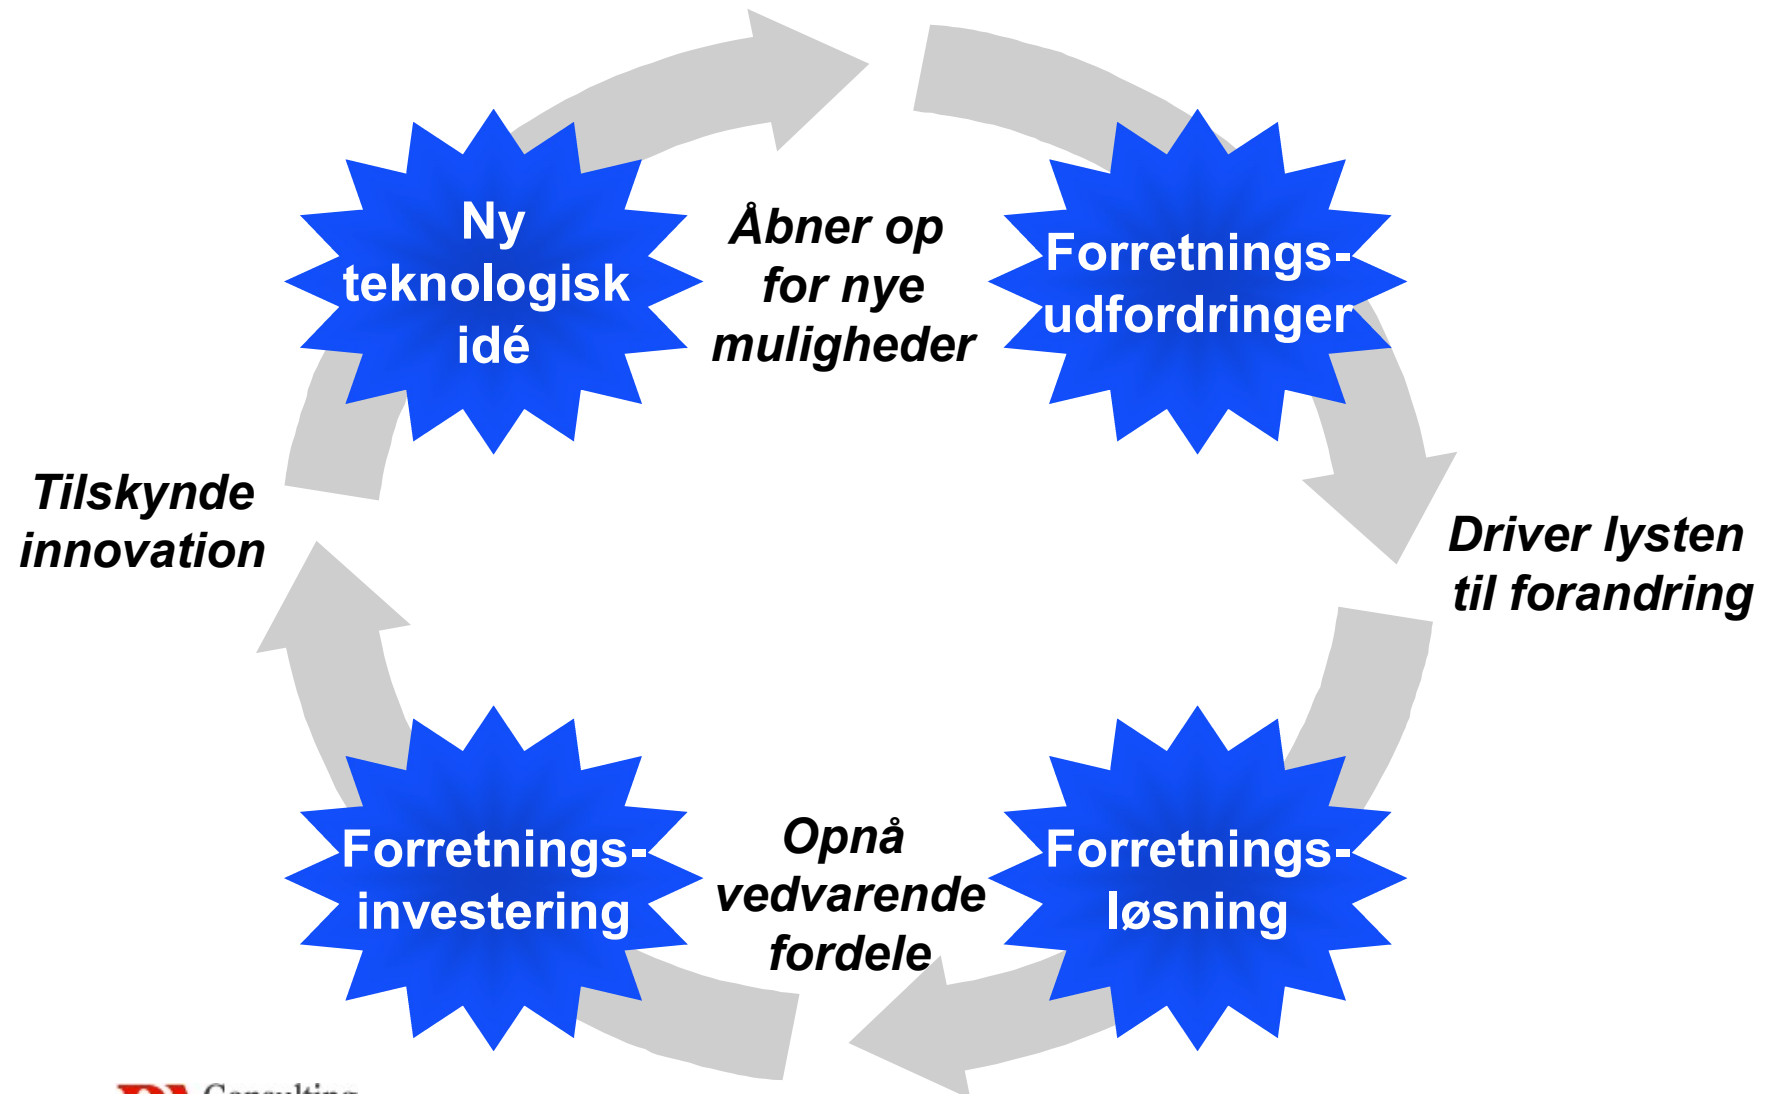 Ny
teknologisk
idé
Åbner op
for nye
muligheder
Forretnings-
udfordringer
Tilskynde
innovation
Driver lysten
til forandring
Forretnings-
investering
Opnå
vedvarende
fordele
Forretnings-
løsning
Consulting